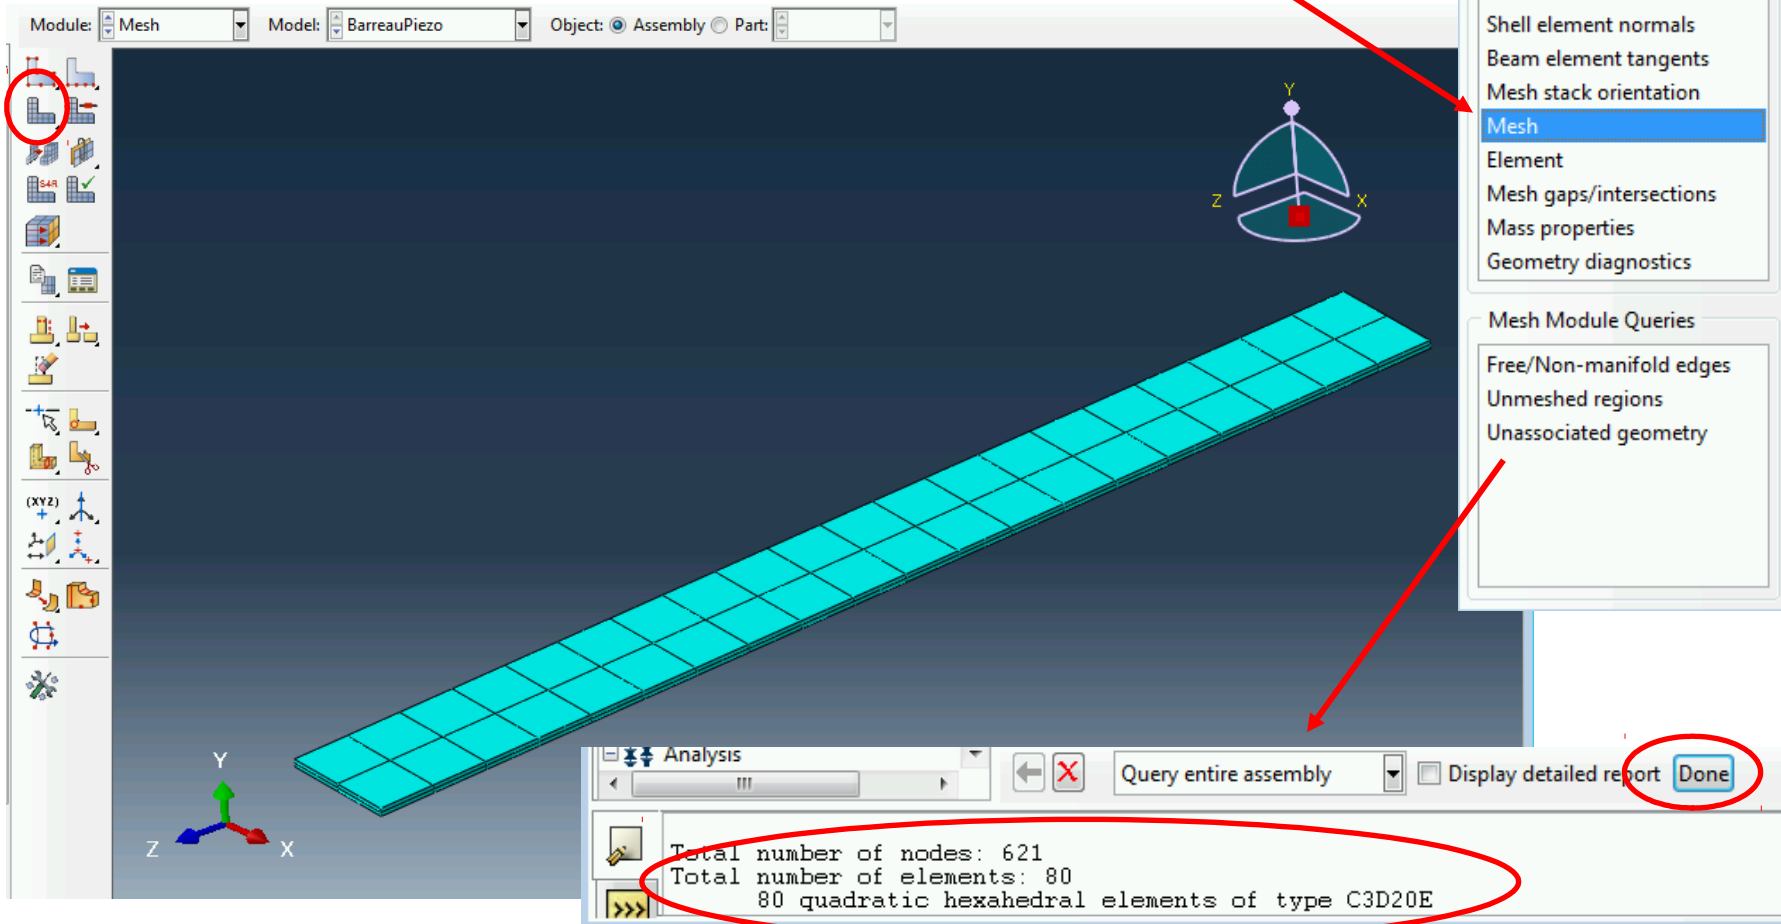 Module: Mesh Model: BarreauPiezo Object: Assembly Part:
Shell element normals
Beam element tangents
Mesh stack orientation
Mesh
Element
Mesh gaps/intersections
Mass properties
Geometry diagnostics
Mesh Module Queries
Free/Non-manifold edges
Unmeshed regions
Unassociated geometry
S4R
(XYZ)
Y
Z X
Y
Z X
Analysis
Query entire assembly Display detailed report Done
Total number of nodes: 621
Total number of elements: 80
80 quadratic hexahedral elements of type C3D20E
>>>